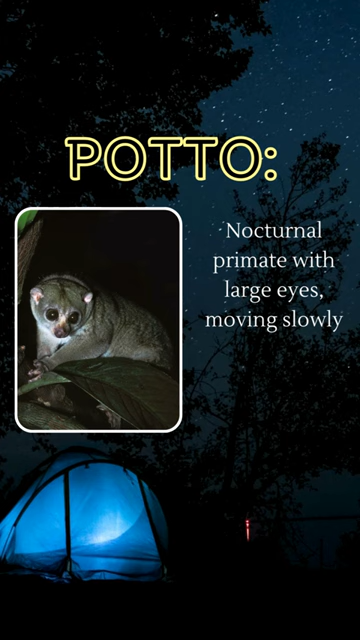 POTTO:
Nocturnal
primate with
large eyes,
moving slowly